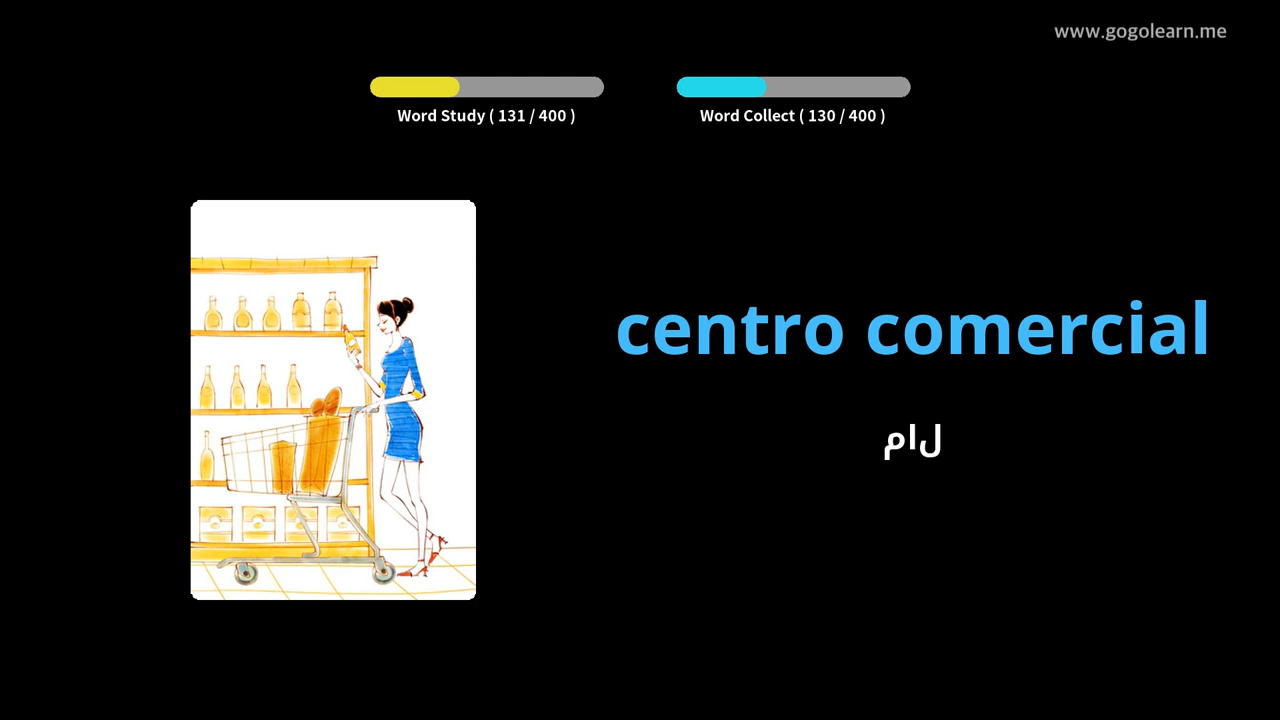 www.gogolearn.me
Word Study ( 131 / 400 )
Word Collect ( 130 / 400 )
centro comercial
مال